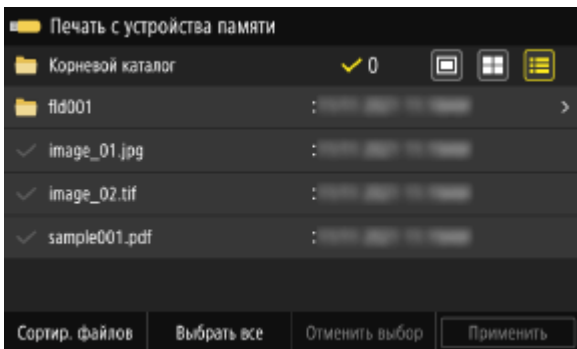 Печать с устройства памяти
Корневой каталог 0
fld001 :
image_01.jpg :
image_02.tif :
sample001.pdf :
Сортир. файлов Выбрать все Отменить выбор Применить